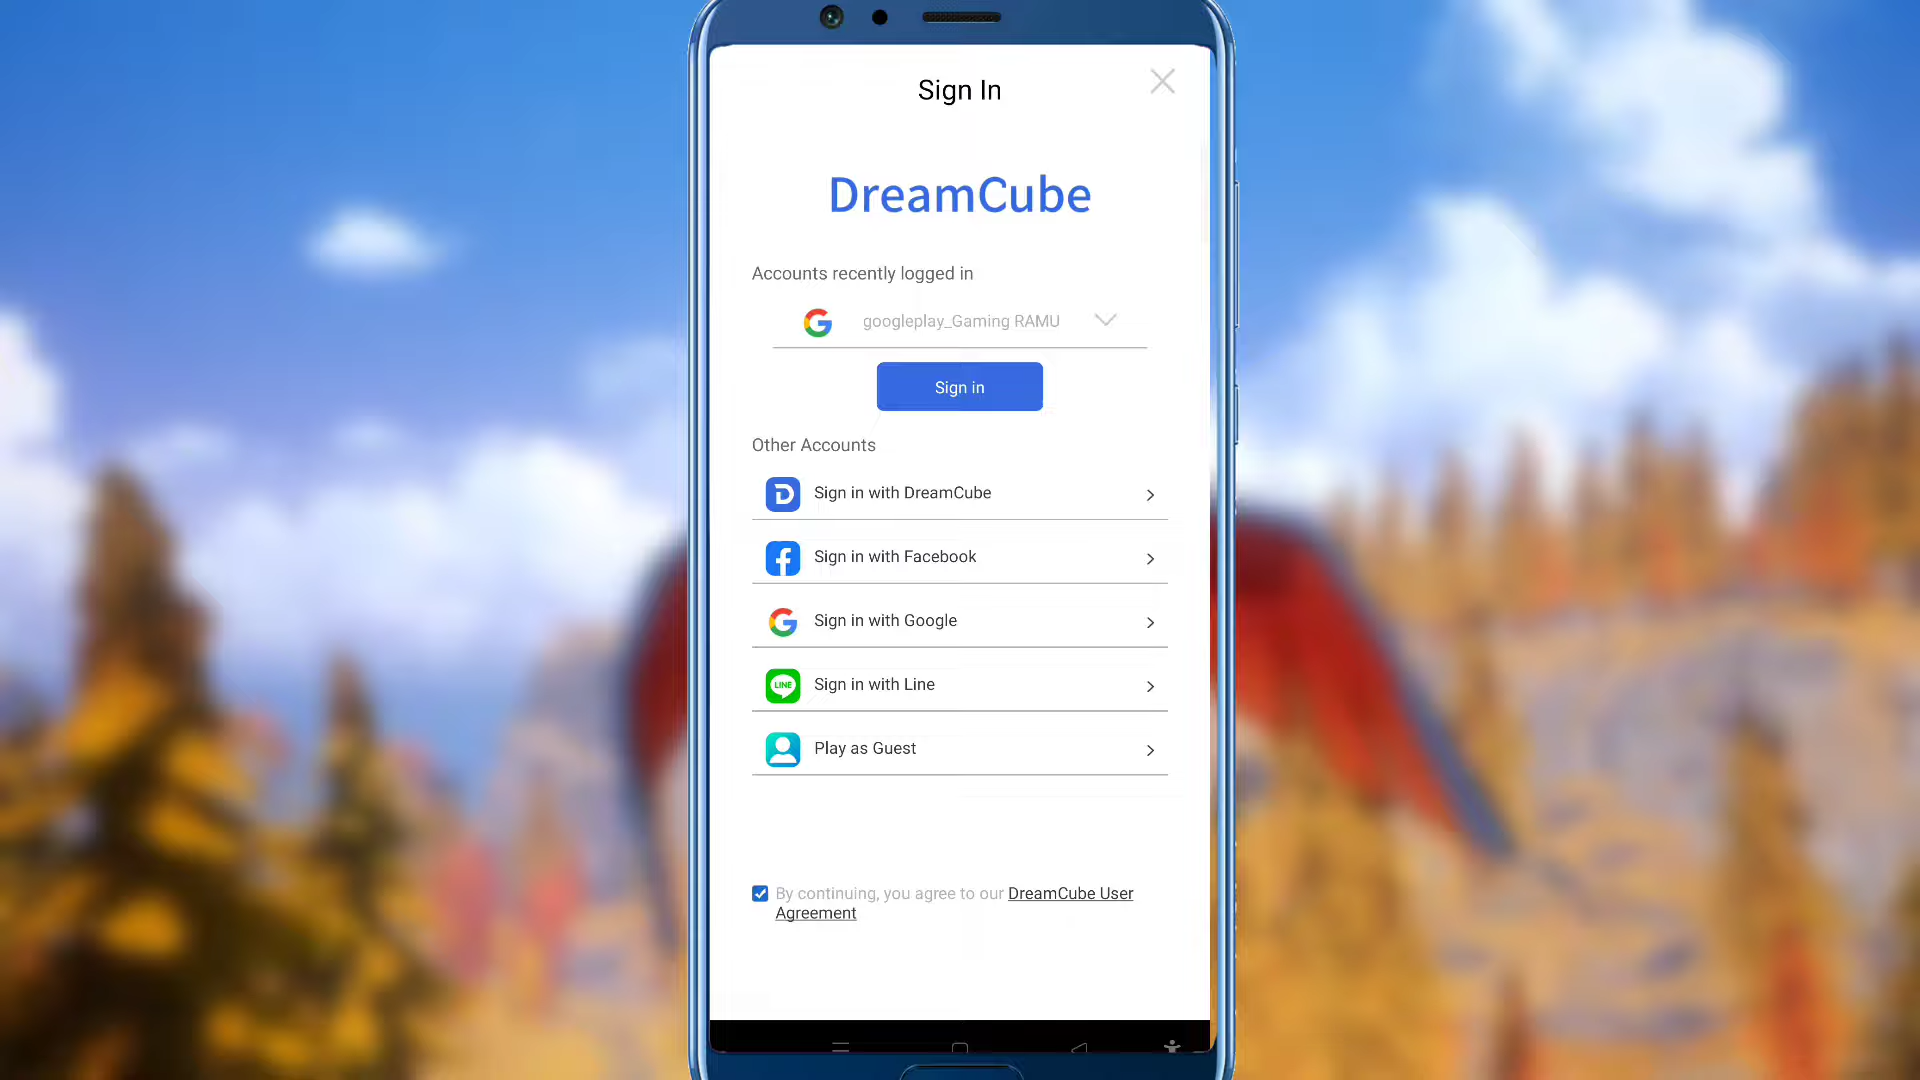 Sign In
DreamCube
Accounts recently logged in
googleplay_Gaming RAMU
Sign in
Other Accounts
Sign in with DreamCube
Sign in with Facebook
Sign in with Google
LINE
Sign in with Line
Play as Guest
By continuing, you agree to our DreamCube User
Agreement